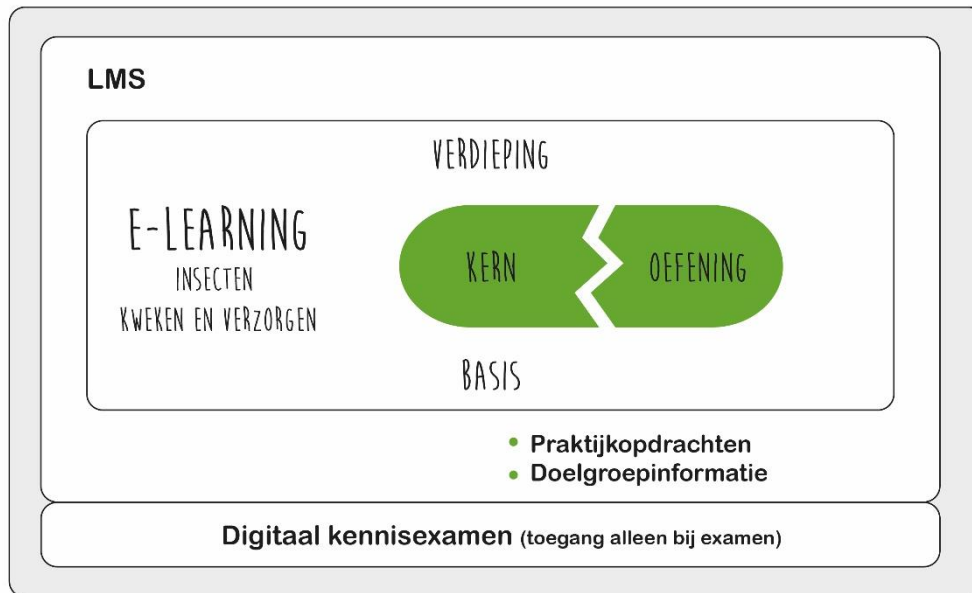 LMS
VERDIEPING
E-LEARNING
INSECTEN
KWEKEN EN VERZORGEN
KERN
OEFENING
BASIS
• Praktijkopdrachten
• Doelgroepinformatie
Digitaal kennisexamen (toegang alleen bij examen)